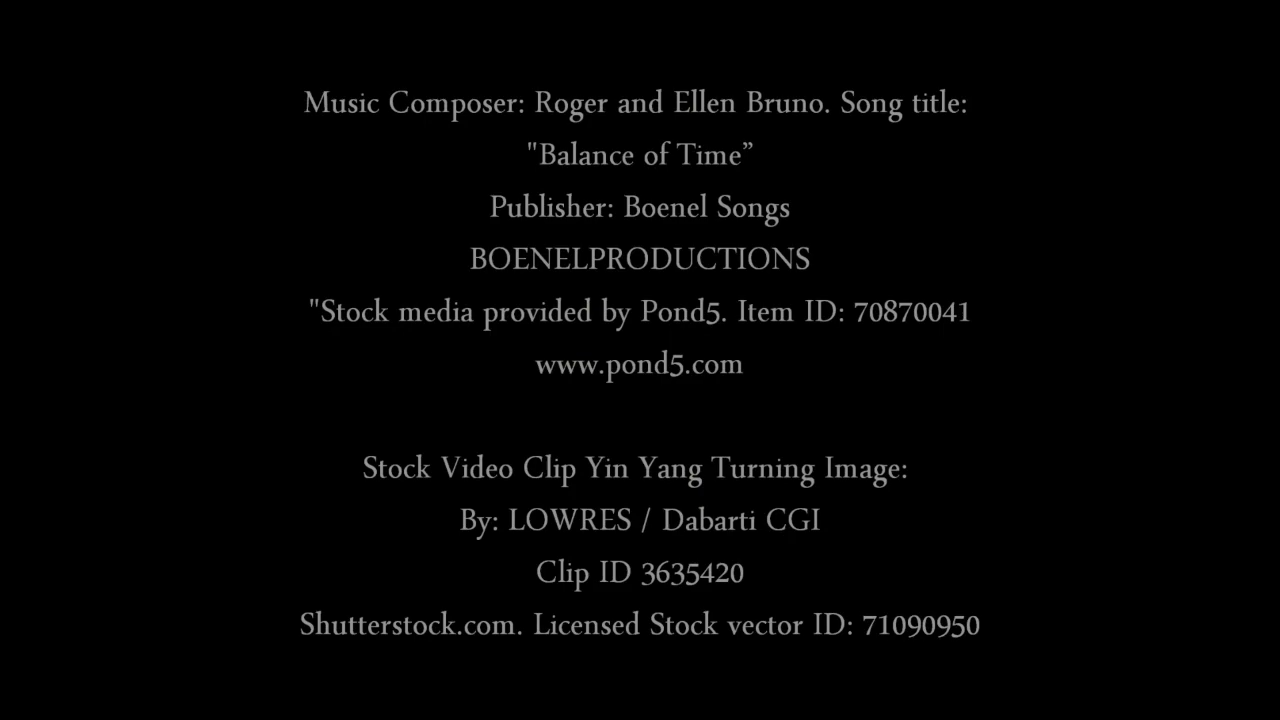 Music Composer: Roger and Ellen Bruno. Song title:
"Balance of Time”
Publisher: Boenel Songs
BOENELPRODUCTIONS
"Stock media provided by Pond5. Item ID: 70870041
www.pond5.com
Stock Video Clip Yin Yang Turning Image:
By: LOWRES / Dabarti CGI
Clip ID 3635420
Shutterstock.com. Licensed Stock vector ID: 71090950